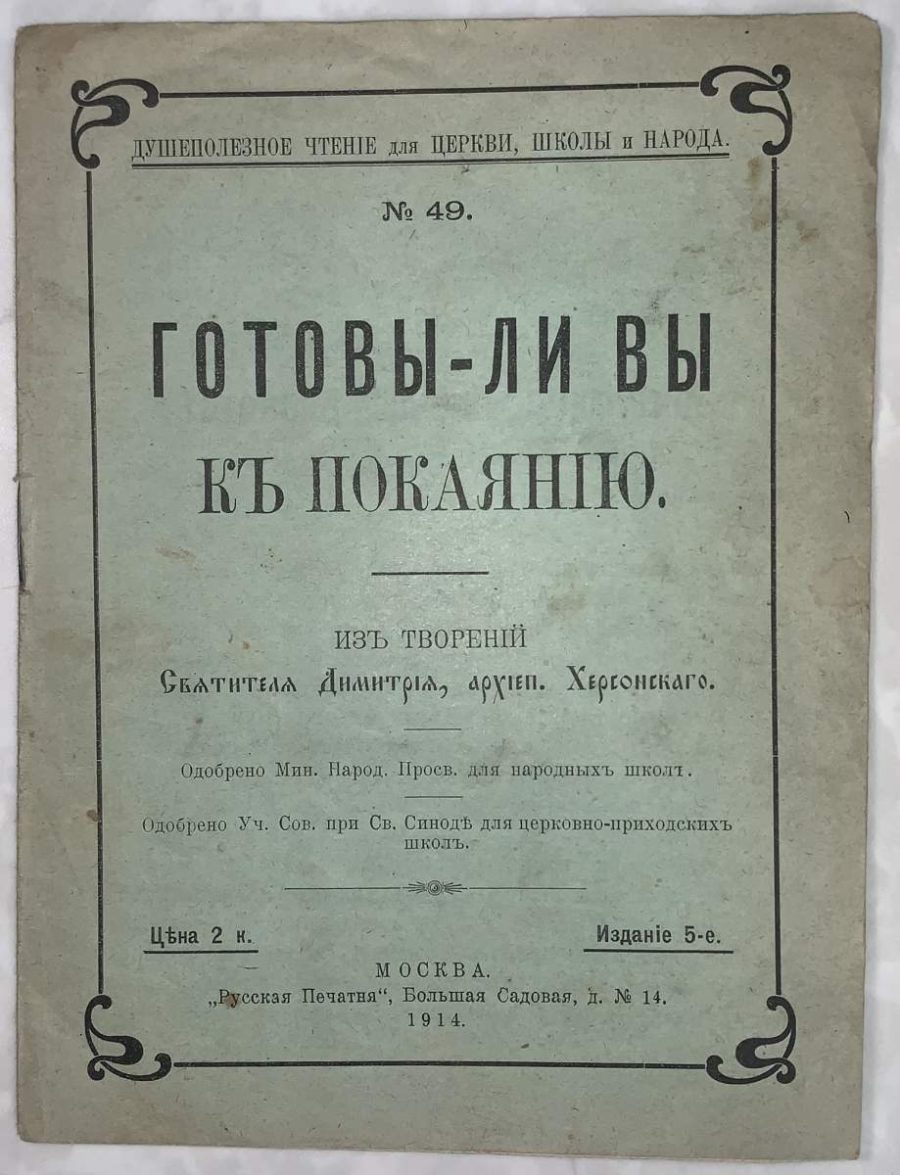 ДУШЕПОЛЕЗНОЕ ЧТЕНІЕ для ЦЕРКВИ, ШКОЛЫ и НАРОДА.
№ 49.
ГОТОВЫ-ЛИ ВЫ
КЪ ПОКАЯНІЮ.
ИЗЪ ТВОРЕНІЙ
Свѧтителѧ Димитріѧ, архіеп. Херсонскаго.
Одобрено Мин. Народ. Просв. для народныхъ школъ.
Одобрено Уч. Сов. при Св. Синодѣ для церковно-приходскихъ
школъ.
Цѣна 2 к.
Изданіе 5-е.
МОСКВА.
„Русская Печатня“, Большая Садовая, д. № 14.
1914.